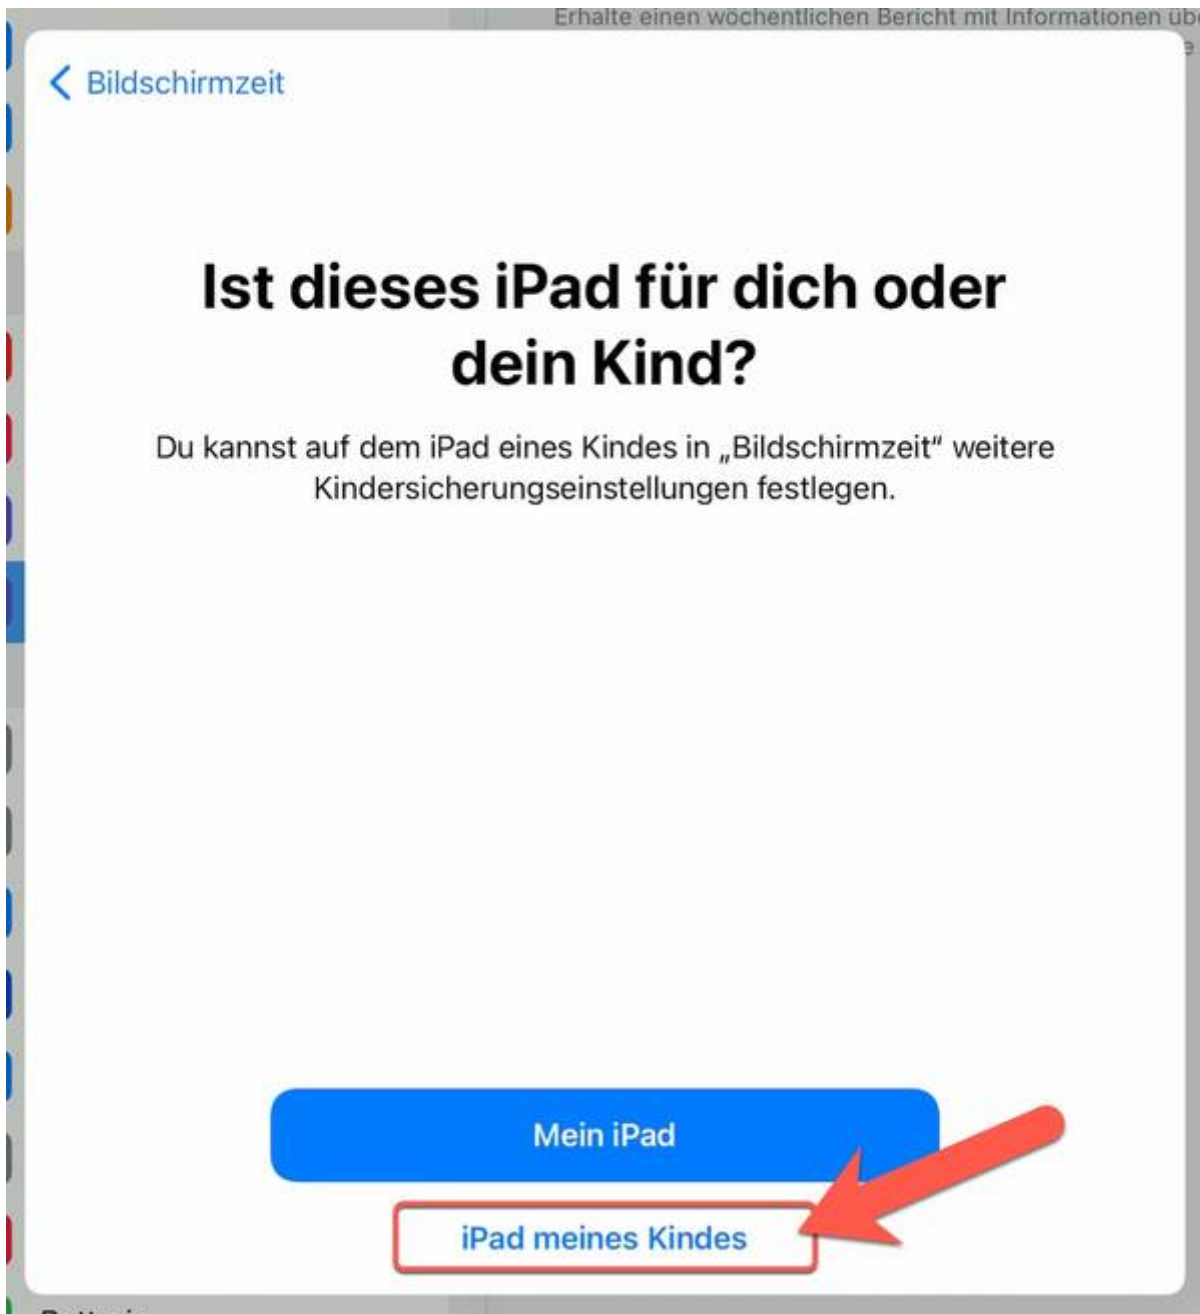 Erhalte einen wöchentlichen Bericht mit Informationen üb
Bildschirmzeit
Ist dieses iPad für dich oder
dein Kind?
Du kannst auf dem iPad eines Kindes in „Bildschirmzeit“ weitere
Kindersicherungseinstellungen festlegen.
Mein iPad
iPad meines Kindes